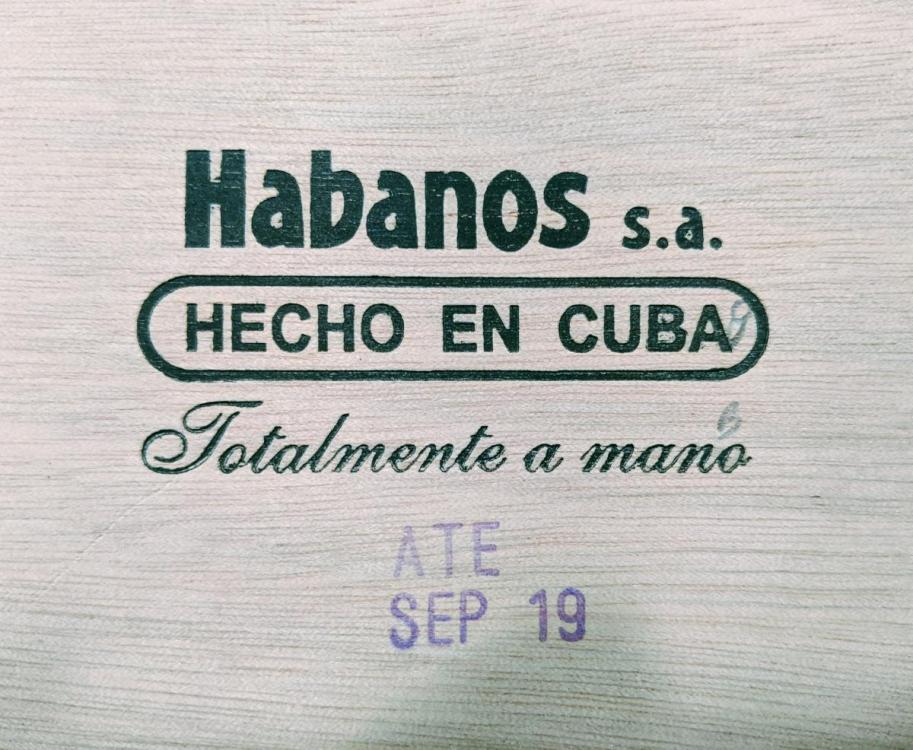 Habanos s.a.
HECHO EN CUBA
Totalmente a mano
ATE
SEP 19